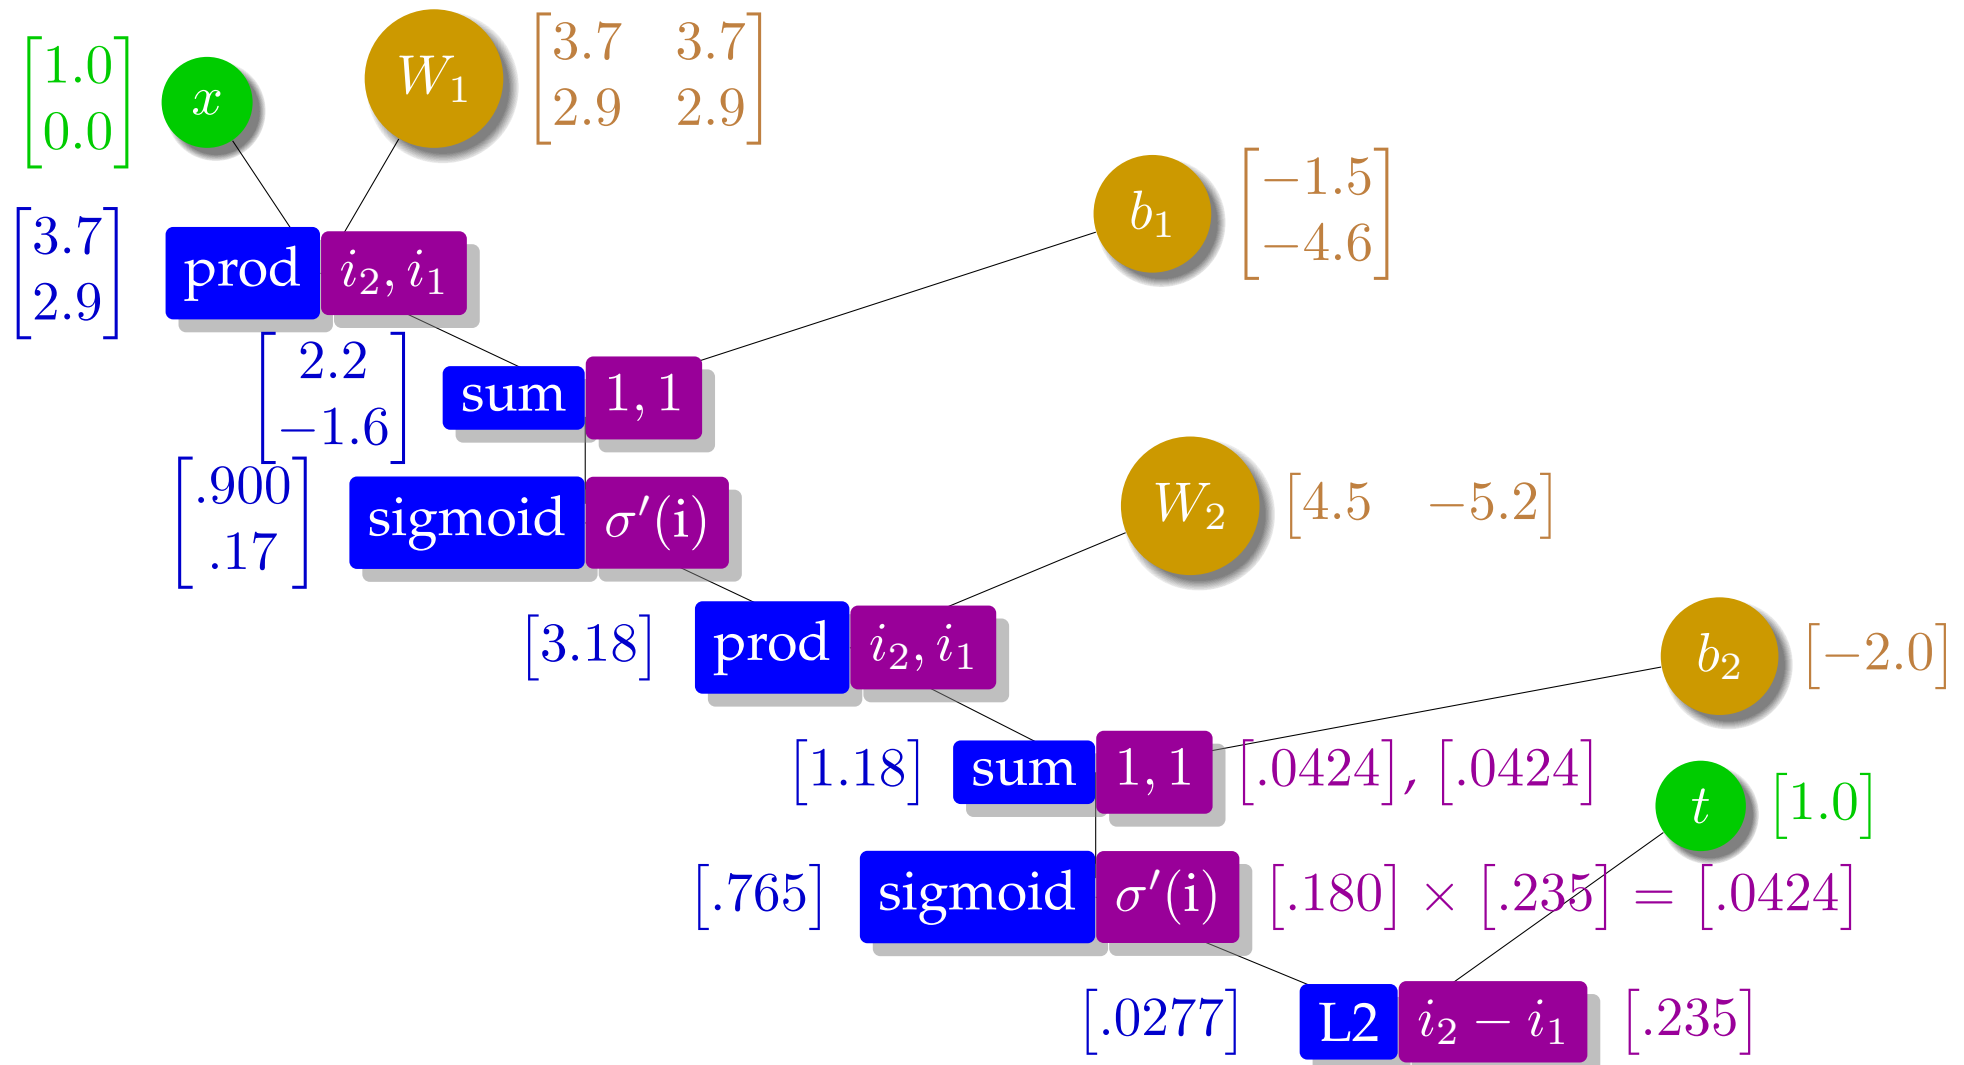 [1.0 0.0] x W₁ [3.7 3.7 2.9 2.9]
b₁ [−1.5 −4.6]
[3.7 2.9] prod i₂, i₁
[2.2 −1.6] sum 1, 1
[.900 .17] sigmoid σ′(i) W₂ [4.5 −5.2]
[3.18] prod i₂, i₁ b₂ [−2.0]
[1.18] sum 1, 1 [.0424], [.0424] t [1.0]
[.765] sigmoid σ′(i) [.180] × [.235] = [.0424]
[.0277] L2 i₂ − i₁ [.235]